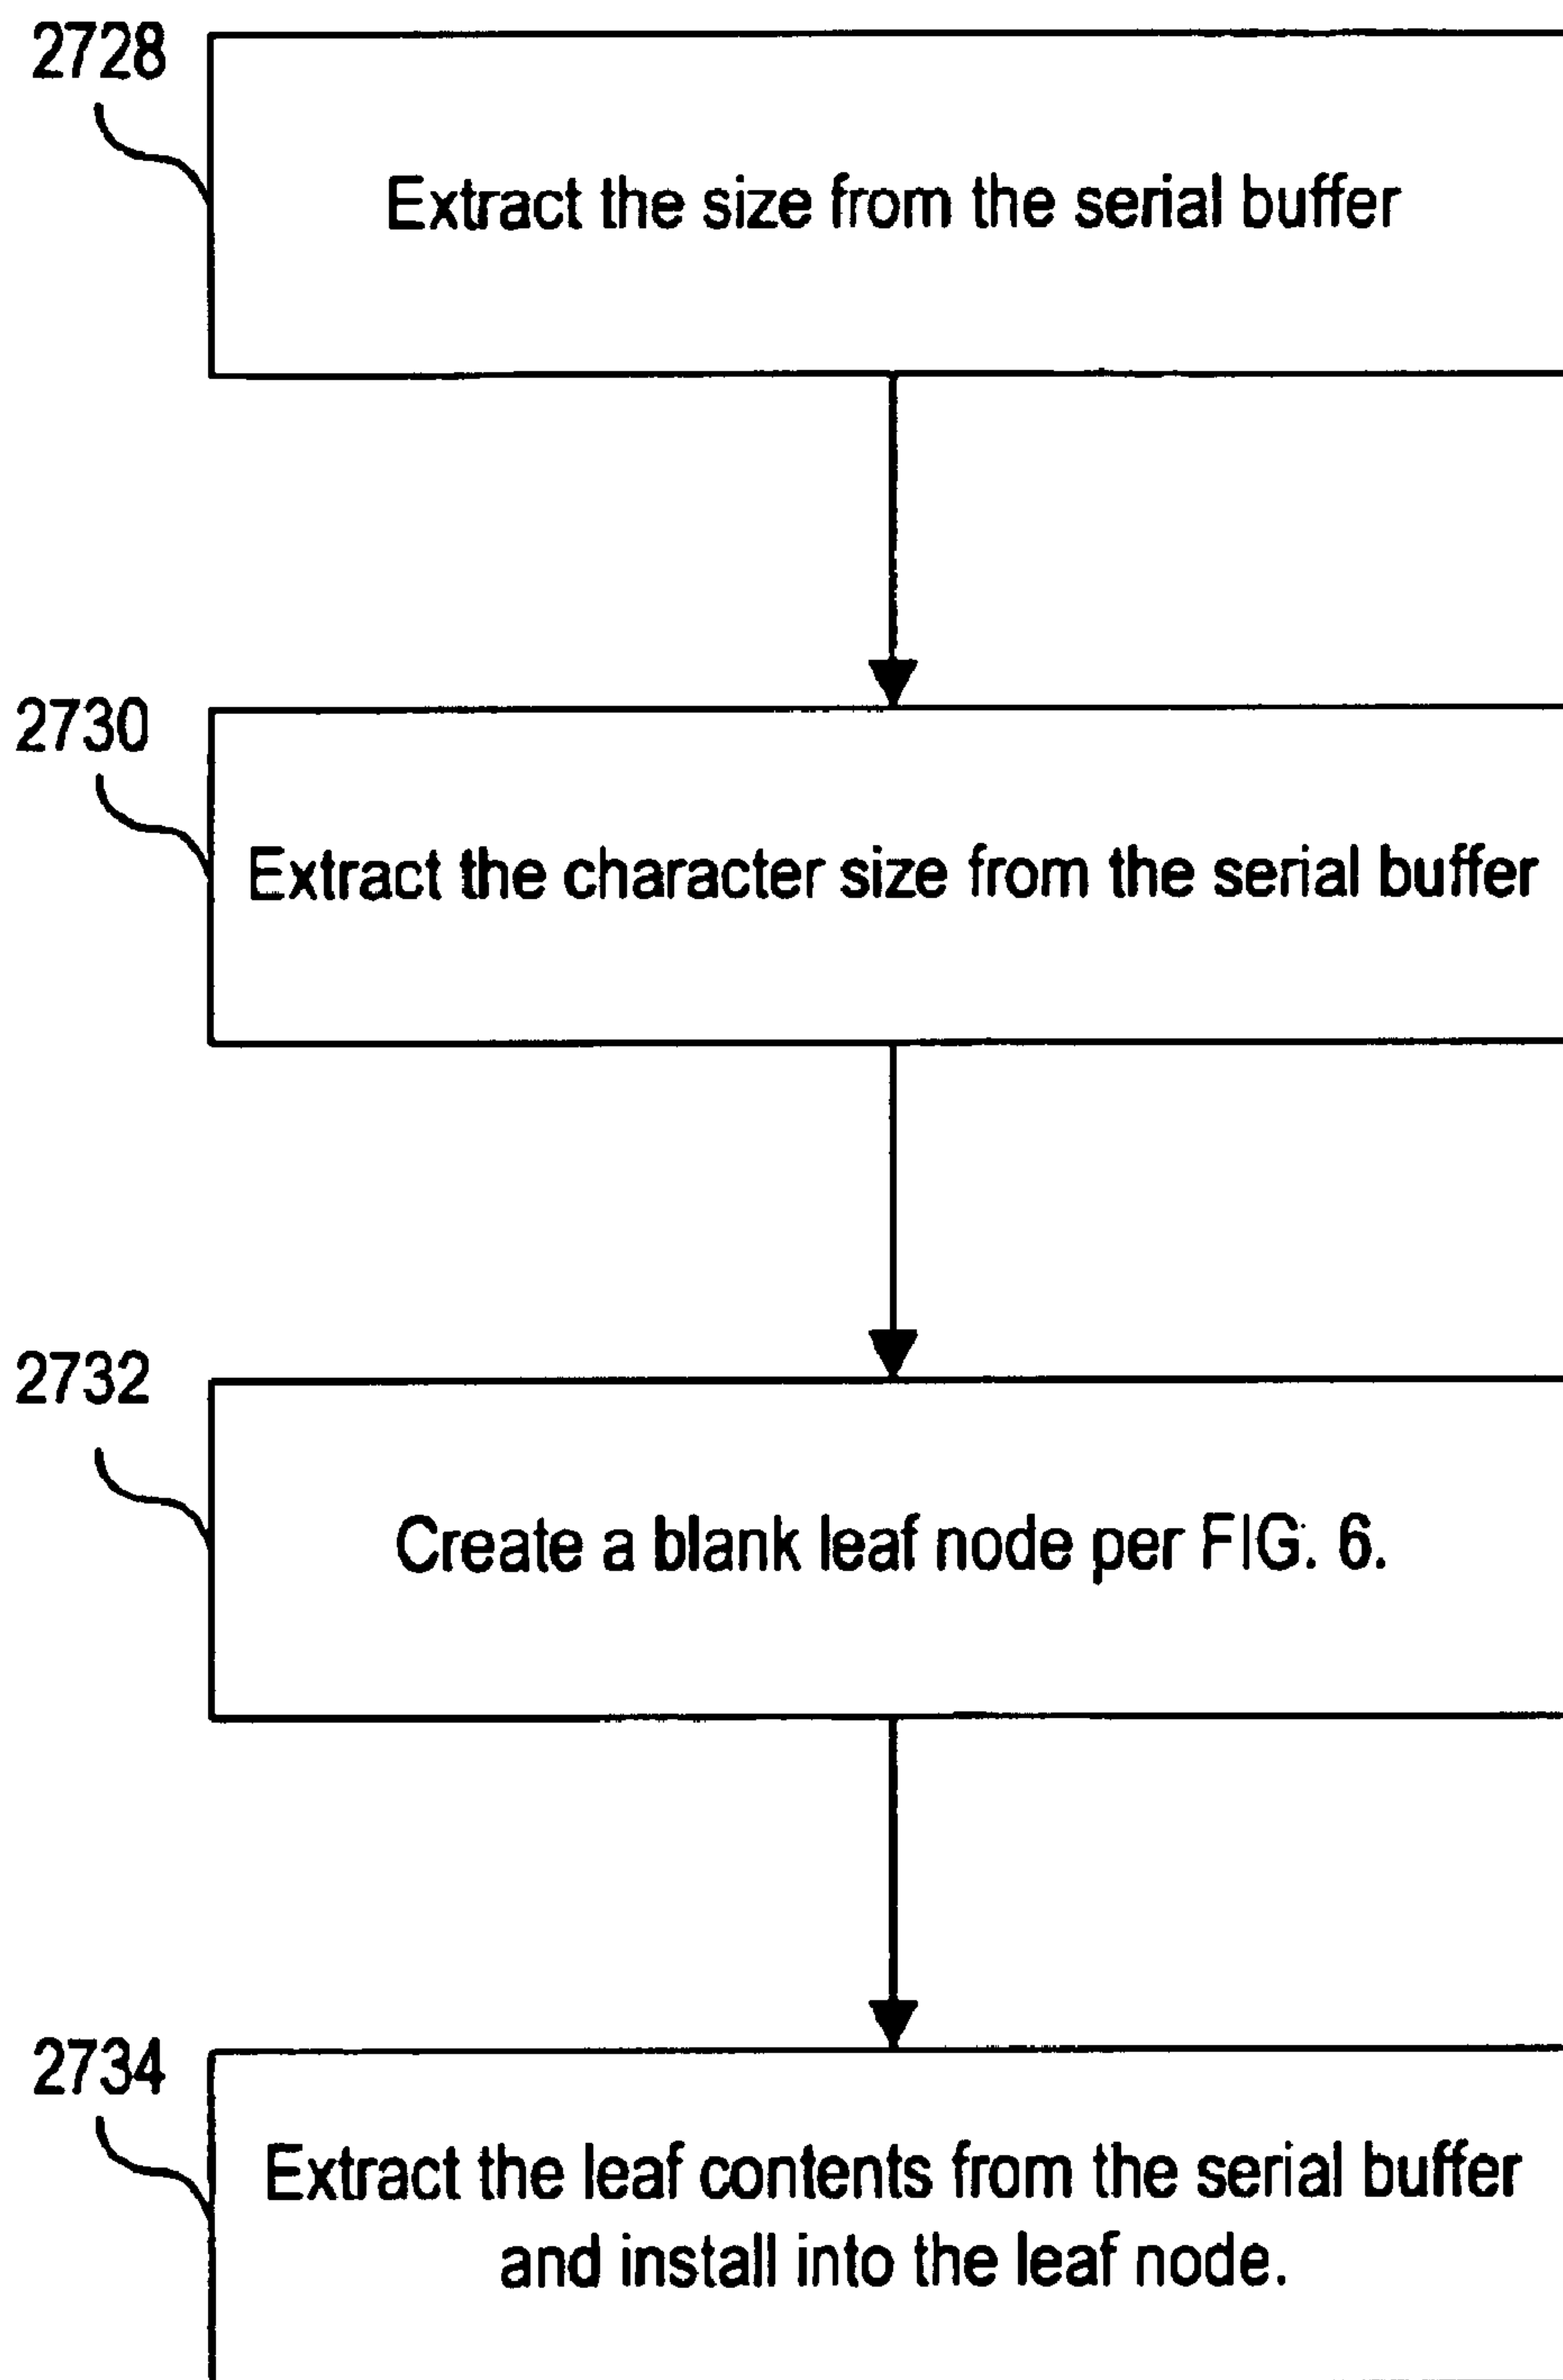 2728
Extract the size from the serial buffer
2730
Extract the character size from the serial buffer
2732
Create a blank leaf node per FIG. 6.
2734
Extract the leaf contents from the serial buffer
and install into the leaf node.